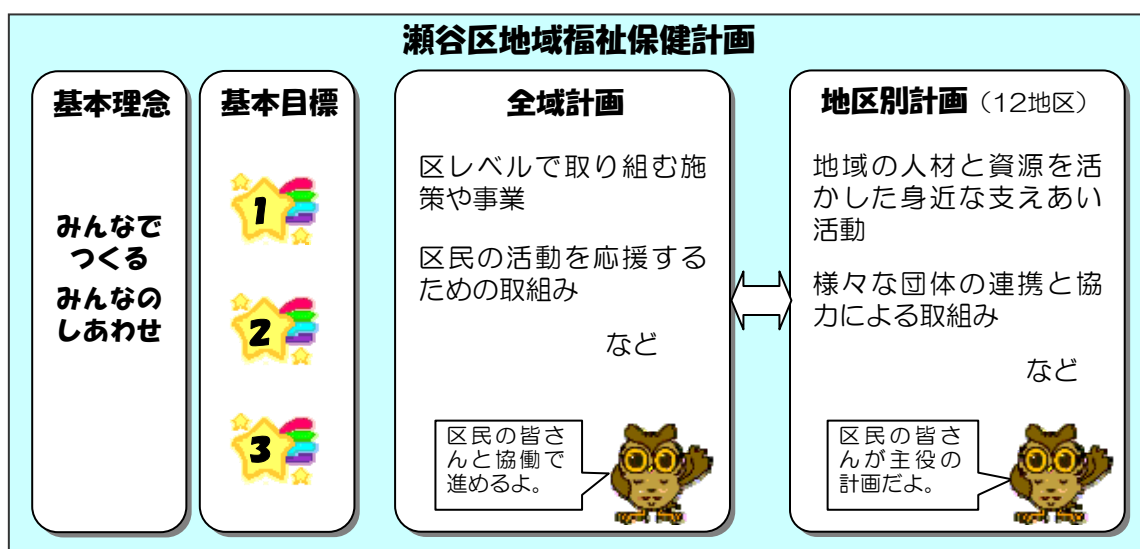 瀬谷区地域福祉保健計画
基本理念
みんなで
つくる
みんなの
しあわせ
基本目標
1
2
3
全域計画
区レベルで取り組む施
策や事業
区民の活動を応援する
ための取組み
など
区民の皆さ
んと協働で
進めるよ。
地区別計画（12地区）
地域の人材と資源を活
かした身近な支えあい
活動
様々な団体の連携と協
力による取組み
など
区民の皆さ
んが主役の
計画だよ。